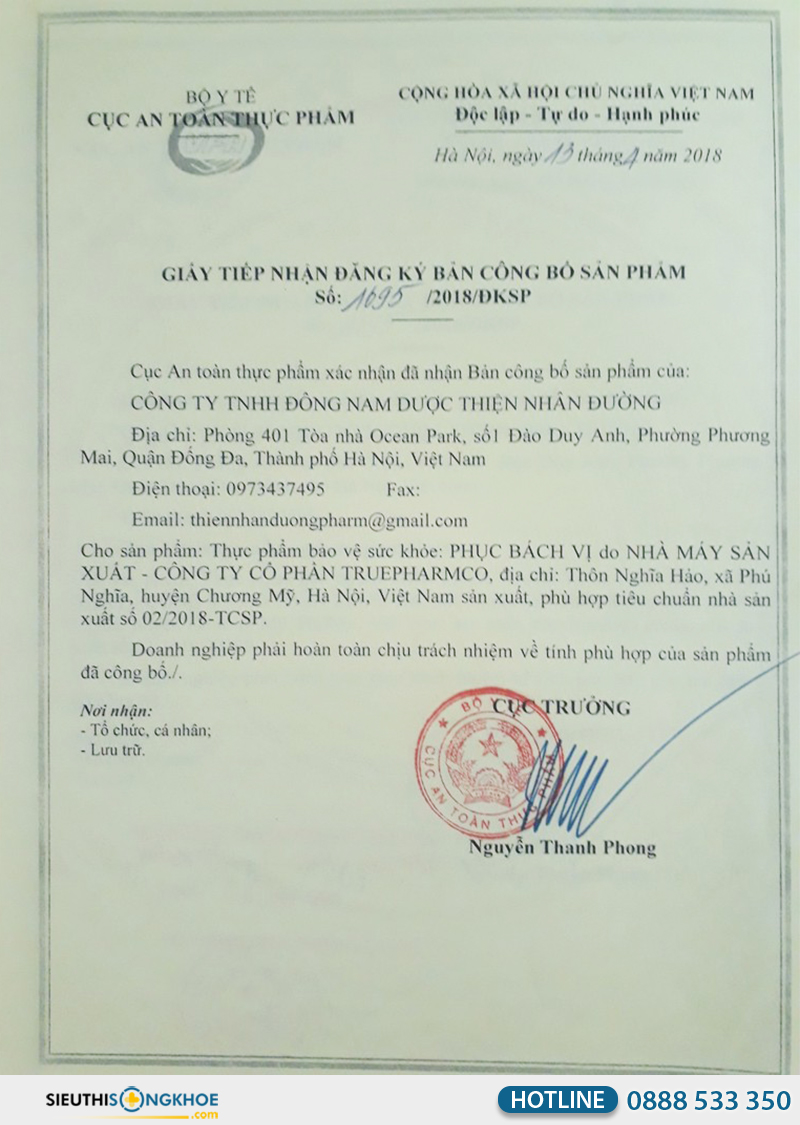 BỘ Y TẾ
CỤC AN TOÀN THỰC PHẨM
CỘNG HÒA XÃ HỘI CHỦ NGHĨA VIỆT NAM
Độc lập - Tự do - Hạnh phúc
Hà Nội, ngày 13 tháng 4 năm 2018
GIẤY TIẾP NHẬN ĐĂNG KÝ BẢN CÔNG BỐ SẢN PHẨM
Số: 1695 /2018/ĐKSP
Cục An toàn thực phẩm xác nhận đã nhận Bản công bố sản phẩm của:
CÔNG TY TNHH ĐÔNG NAM DƯỢC THIỆN NHÂN ĐƯỜNG
Địa chỉ: Phòng 401 Tòa nhà Ocean Park, số1 Đào Duy Anh, Phường Phương
Mai, Quận Đống Đa, Thành phố Hà Nội, Việt Nam
Điện thoại: 0973437495 Fax:
Email: thiennhanduongpharm@gmail.com
Cho sản phẩm: Thực phẩm bảo vệ sức khỏe: PHỤC BÁCH VỊ do NHÀ MÁY SẢN
XUẤT - CÔNG TY CỔ PHẦN TRUEPHARMCO, địa chỉ: Thôn Nghĩa Hảo, xã Phú
Nghĩa, huyện Chương Mỹ, Hà Nội, Việt Nam sản xuất, phù hợp tiêu chuẩn nhà sản
xuất số 02/2018-TCSP.
Doanh nghiệp phải hoàn toàn chịu trách nhiệm về tính phù hợp của sản phẩm
đã công bố./.
Nơi nhận:
- Tổ chức, cá nhân;
- Lưu trữ.
CỤC TRƯỞNG
BỘ Y TẾ
CỤC AN TOÀN THỰC PHẨM
Nguyễn Thanh Phong
SIEUTHISONGKHOE
.com
HOTLINE 0888 533 350